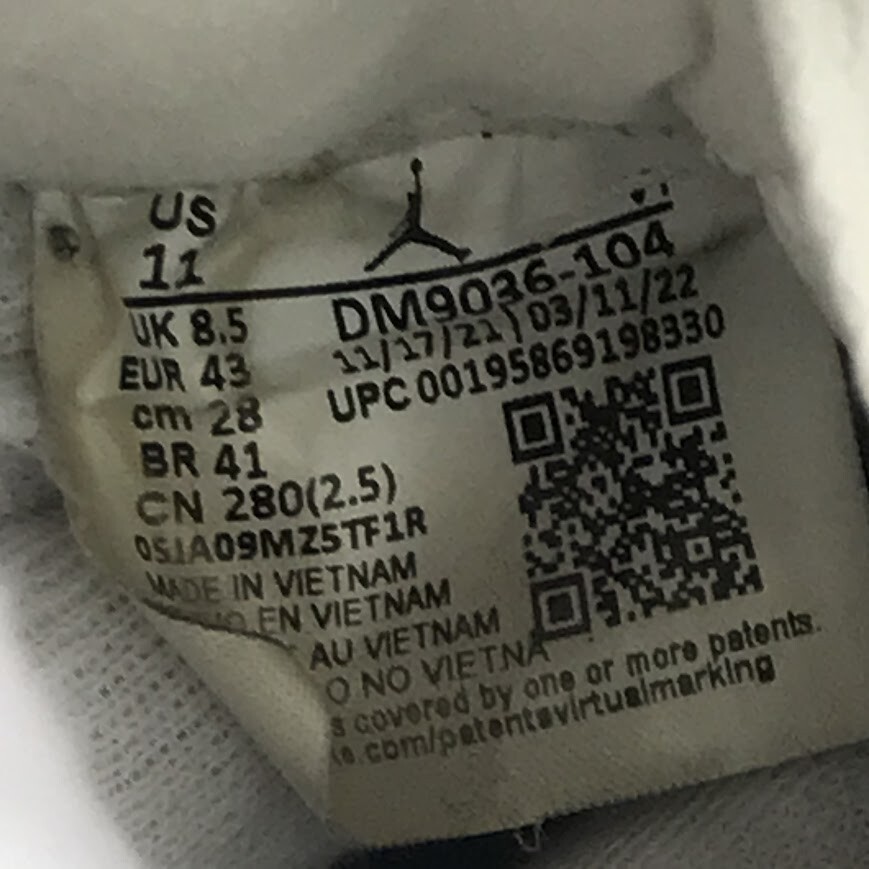 US
11
DM9036-104
UK 8.5
11/17/21 03/11/22
EUR 43
UPC 00195869198330
cm 28
BR 41
CN 280(2.5)
MADE IN VIETNAM
EN VIETNAM
AU VIETNAM
O NO VIETNA
s covered by one or more patents.
.com/patentsvirtualmarking